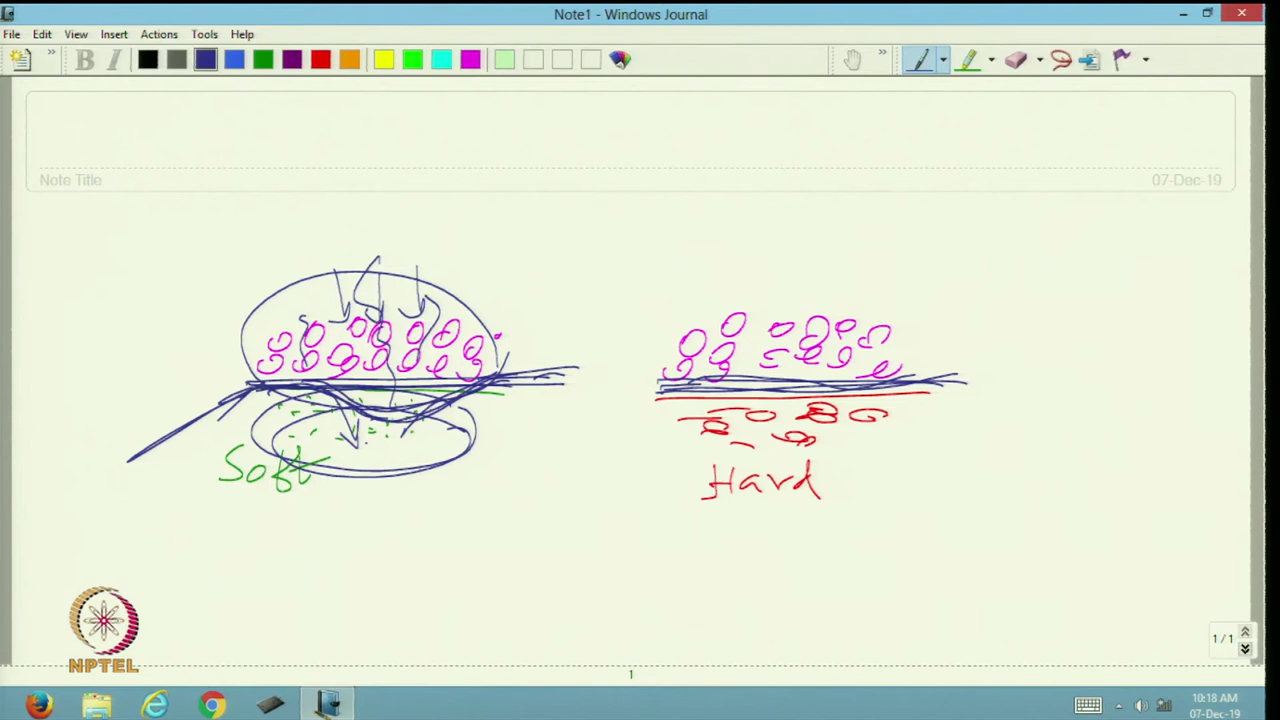 Note1 - Windows Journal
File Edit View Insert Actions Tools Help
Note Title
07-Dec-19
Soft
Hard
NPTEL
1 / 1
1
10:18 AM
07-Dec-19